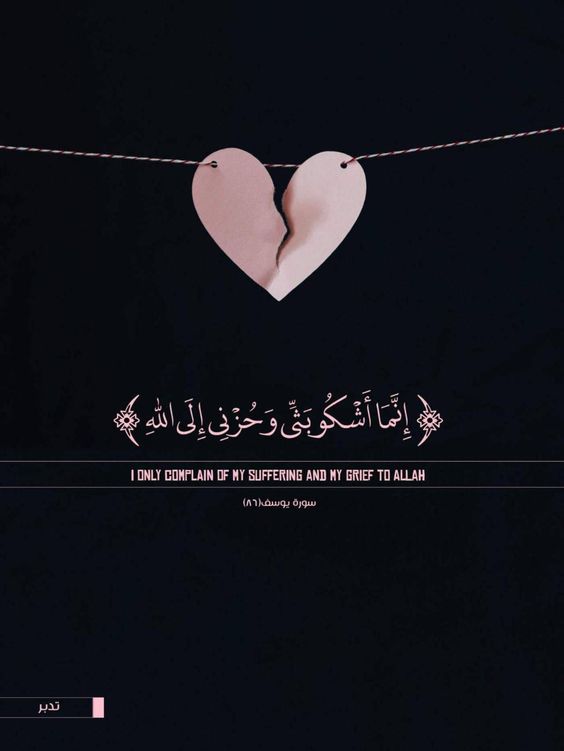 ﴿ إِنَّمَا أَشْكُو بَثِّي وَحُزْنِي إِلَى اللَّهِ ﴾
I ONLY COMPLAIN OF MY SUFFERING AND MY GRIEF TO ALLAH
سورة يوسف(٨٦)
تدبر